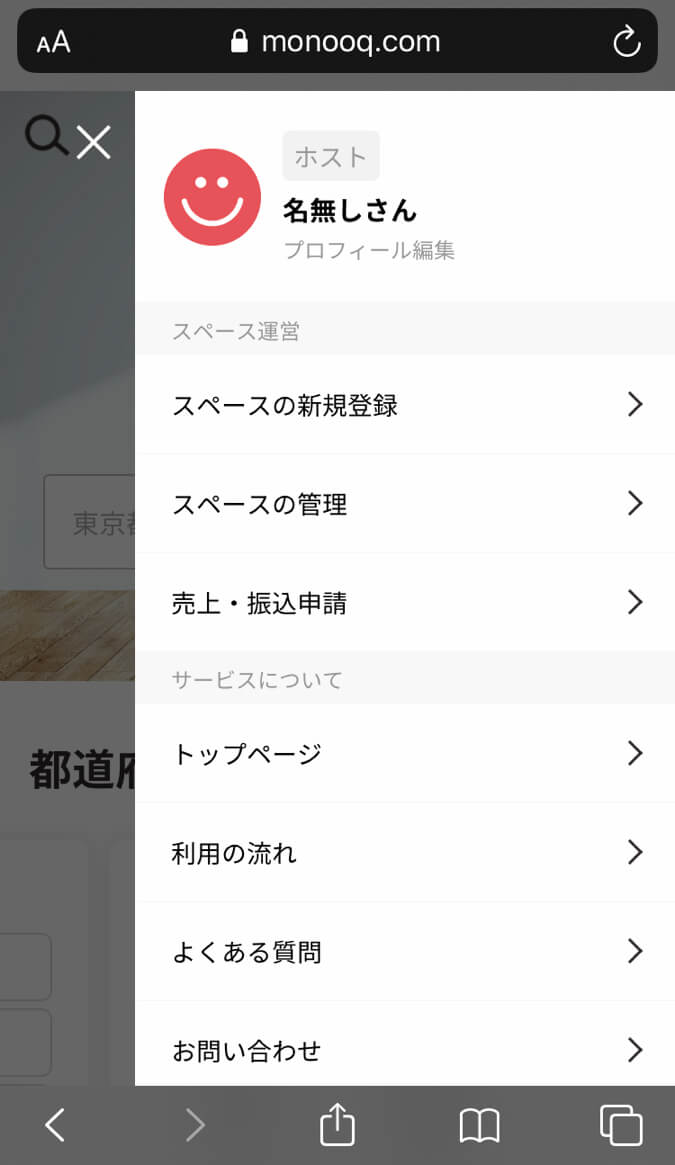 AA
monooq.com
ホスト
名無しさん
プロフィール編集
スペース運営
スペースの新規登録
スペースの管理
東京都
売上・振込申請
サービスについて
トップページ
都道府
利用の流れ
よくある質問
お問い合わせ